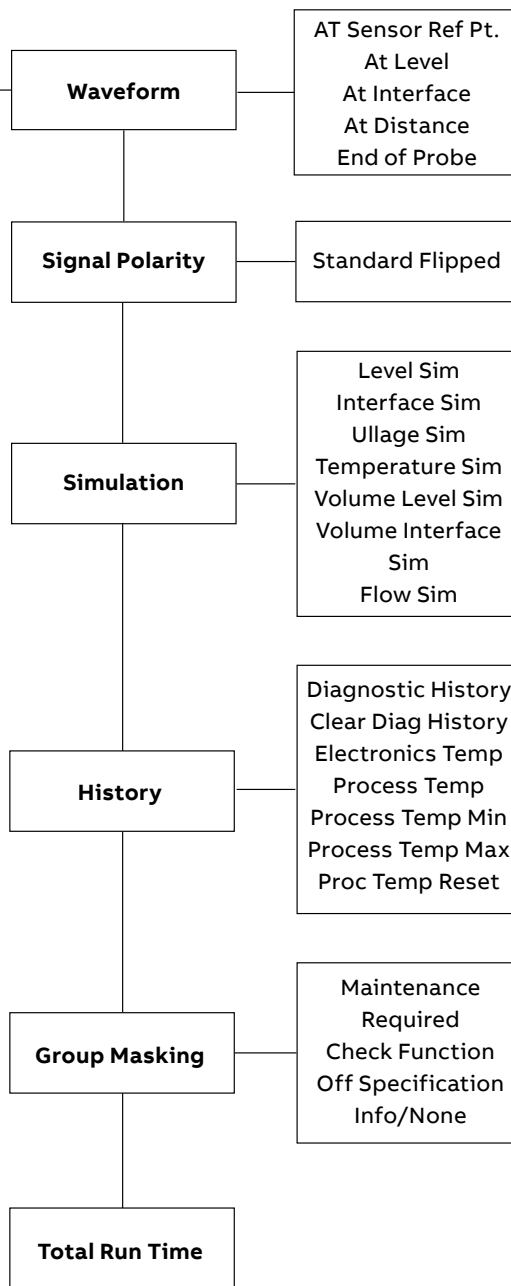 Waveform
AT Sensor Ref Pt.
At Level
At Interface
At Distance
End of Probe
Signal Polarity
Standard Flipped
Simulation
Level Sim
Interface Sim
Ullage Sim
Temperature Sim
Volume Level Sim
Volume Interface
Sim
Flow Sim
History
Diagnostic History
Clear Diag History
Electronics Temp
Process Temp
Process Temp Min
Process Temp Max
Proc Temp Reset
Group Masking
Maintenance
Required
Check Function
Off Specification
Info/None
Total Run Time